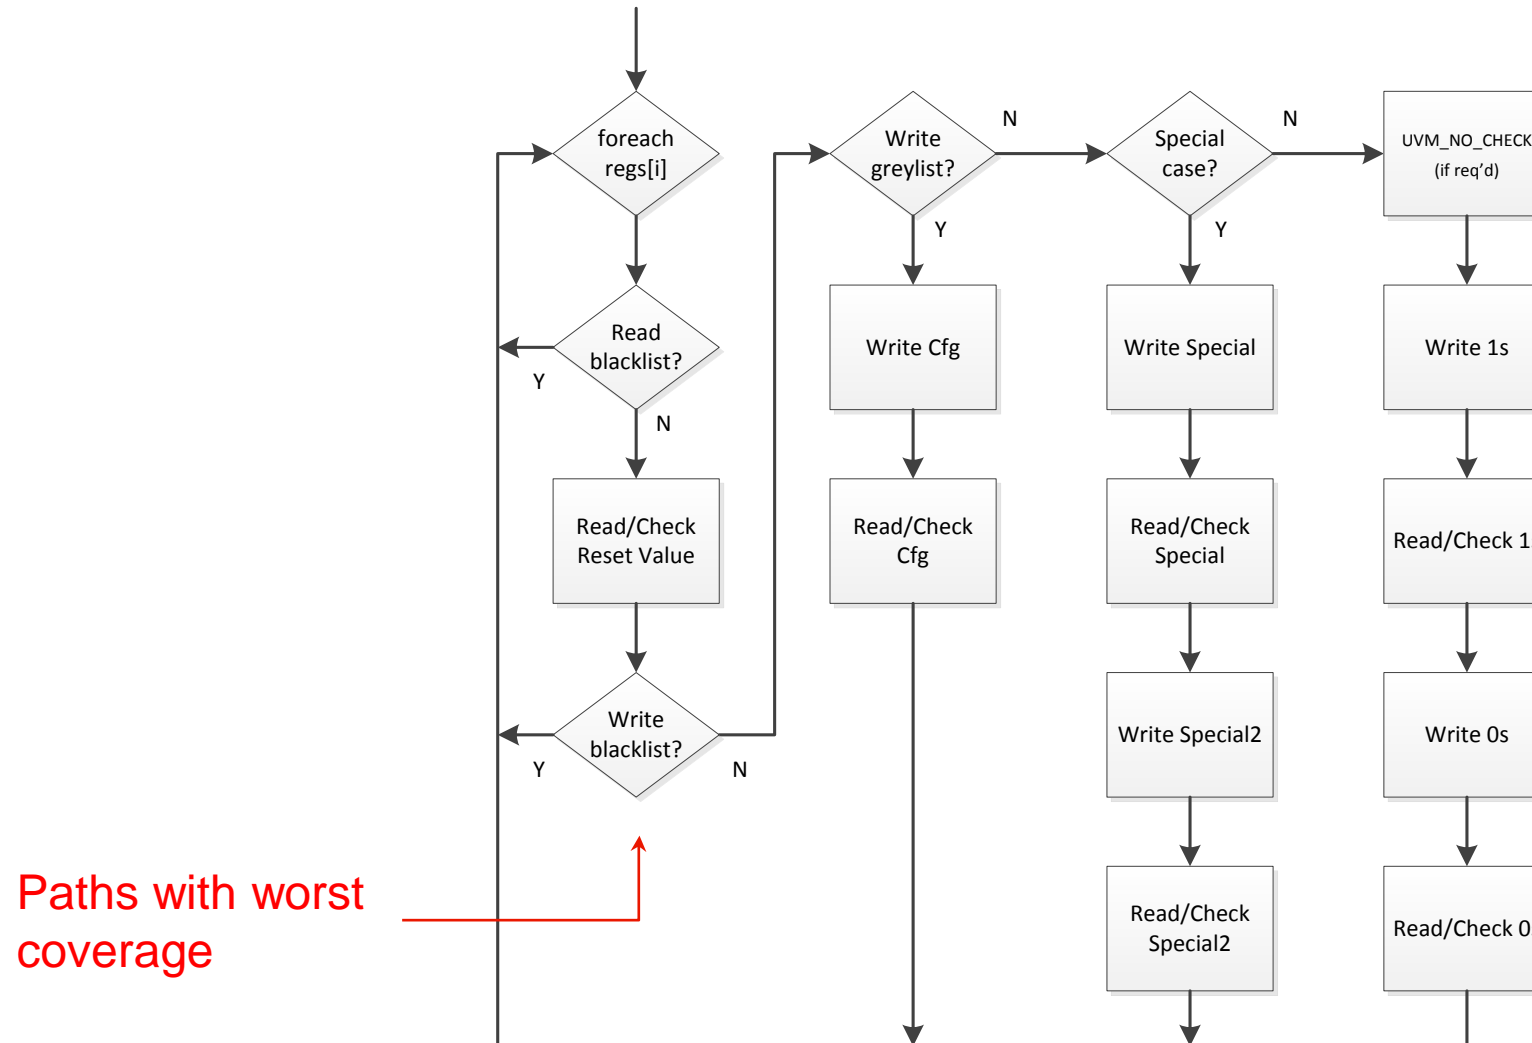 foreach
regs[i]
Read
blacklist?
Y
N
Read/Check
Reset Value
Write
blacklist?
Y
N
Write
greylist?
N
Y
Write Cfg
Read/Check
Cfg
Special
case?
N
Y
Write Special
Read/Check
Special
Write Special2
Read/Check
Special2
UVM_NO_CHECK
(if req'd)
Write 1s
Read/Check 1
Write 0s
Read/Check 0
Paths with worst
coverage